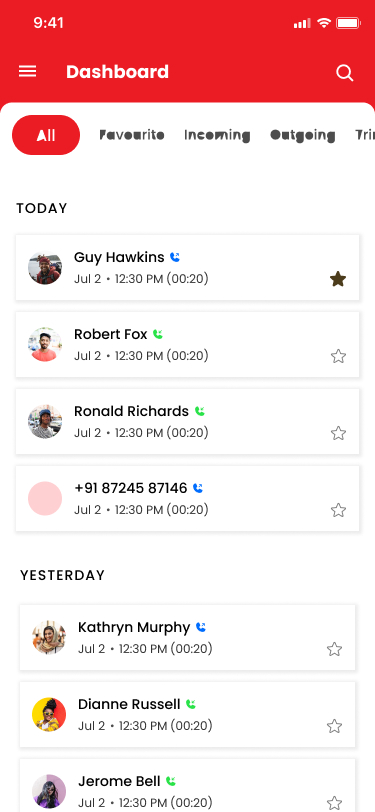 9:41
Dashboard
All Favourite Incoming Outgoing
TODAY
Guy Hawkins
Jul 2 • 12:30 PM (00:20)
Robert Fox
Jul 2 • 12:30 PM (00:20)
Ronald Richards
Jul 2 • 12:30 PM (00:20)
+91 87245 87146
Jul 2 • 12:30 PM (00:20)
YESTERDAY
Kathryn Murphy
Jul 2 • 12:30 PM (00:20)
Dianne Russell
Jul 2 • 12:30 PM (00:20)
Jerome Bell
Jul 2 • 12:30 PM (00:20)